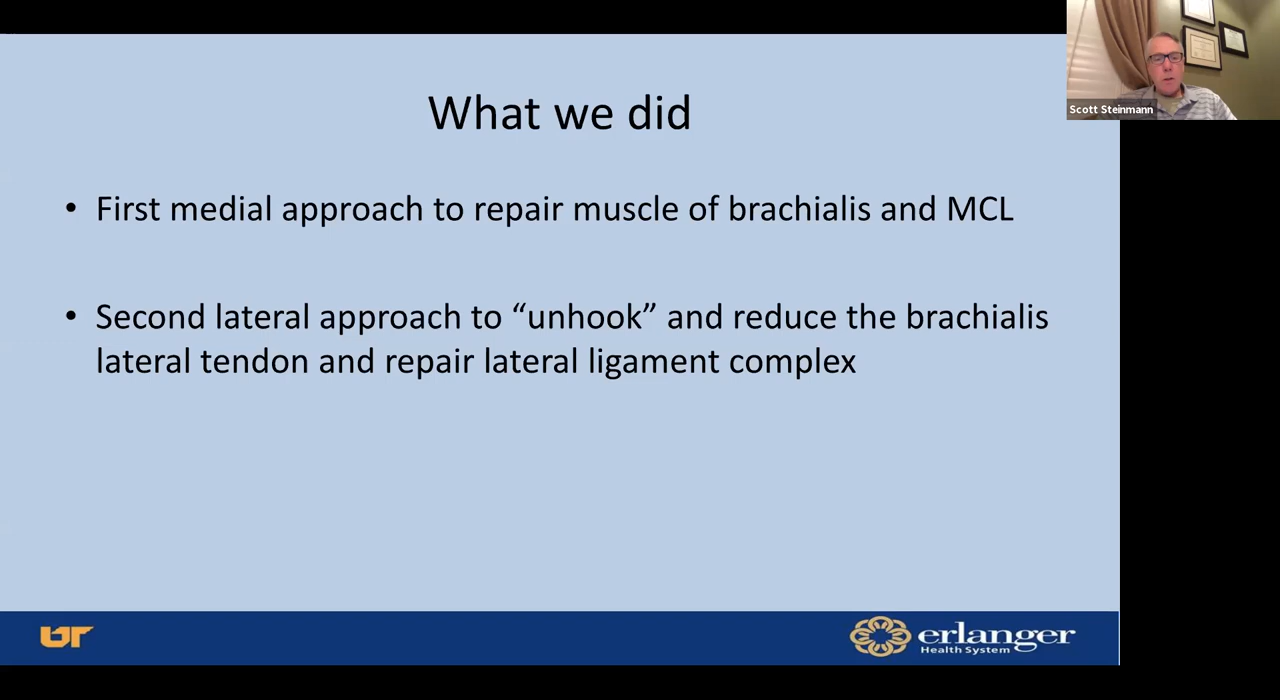 Scott Steinmann
What we did
• First medial approach to repair muscle of brachialis and MCL
• Second lateral approach to “unhook” and reduce the brachialis
lateral tendon and repair lateral ligament complex
UT
erlanger
Health System